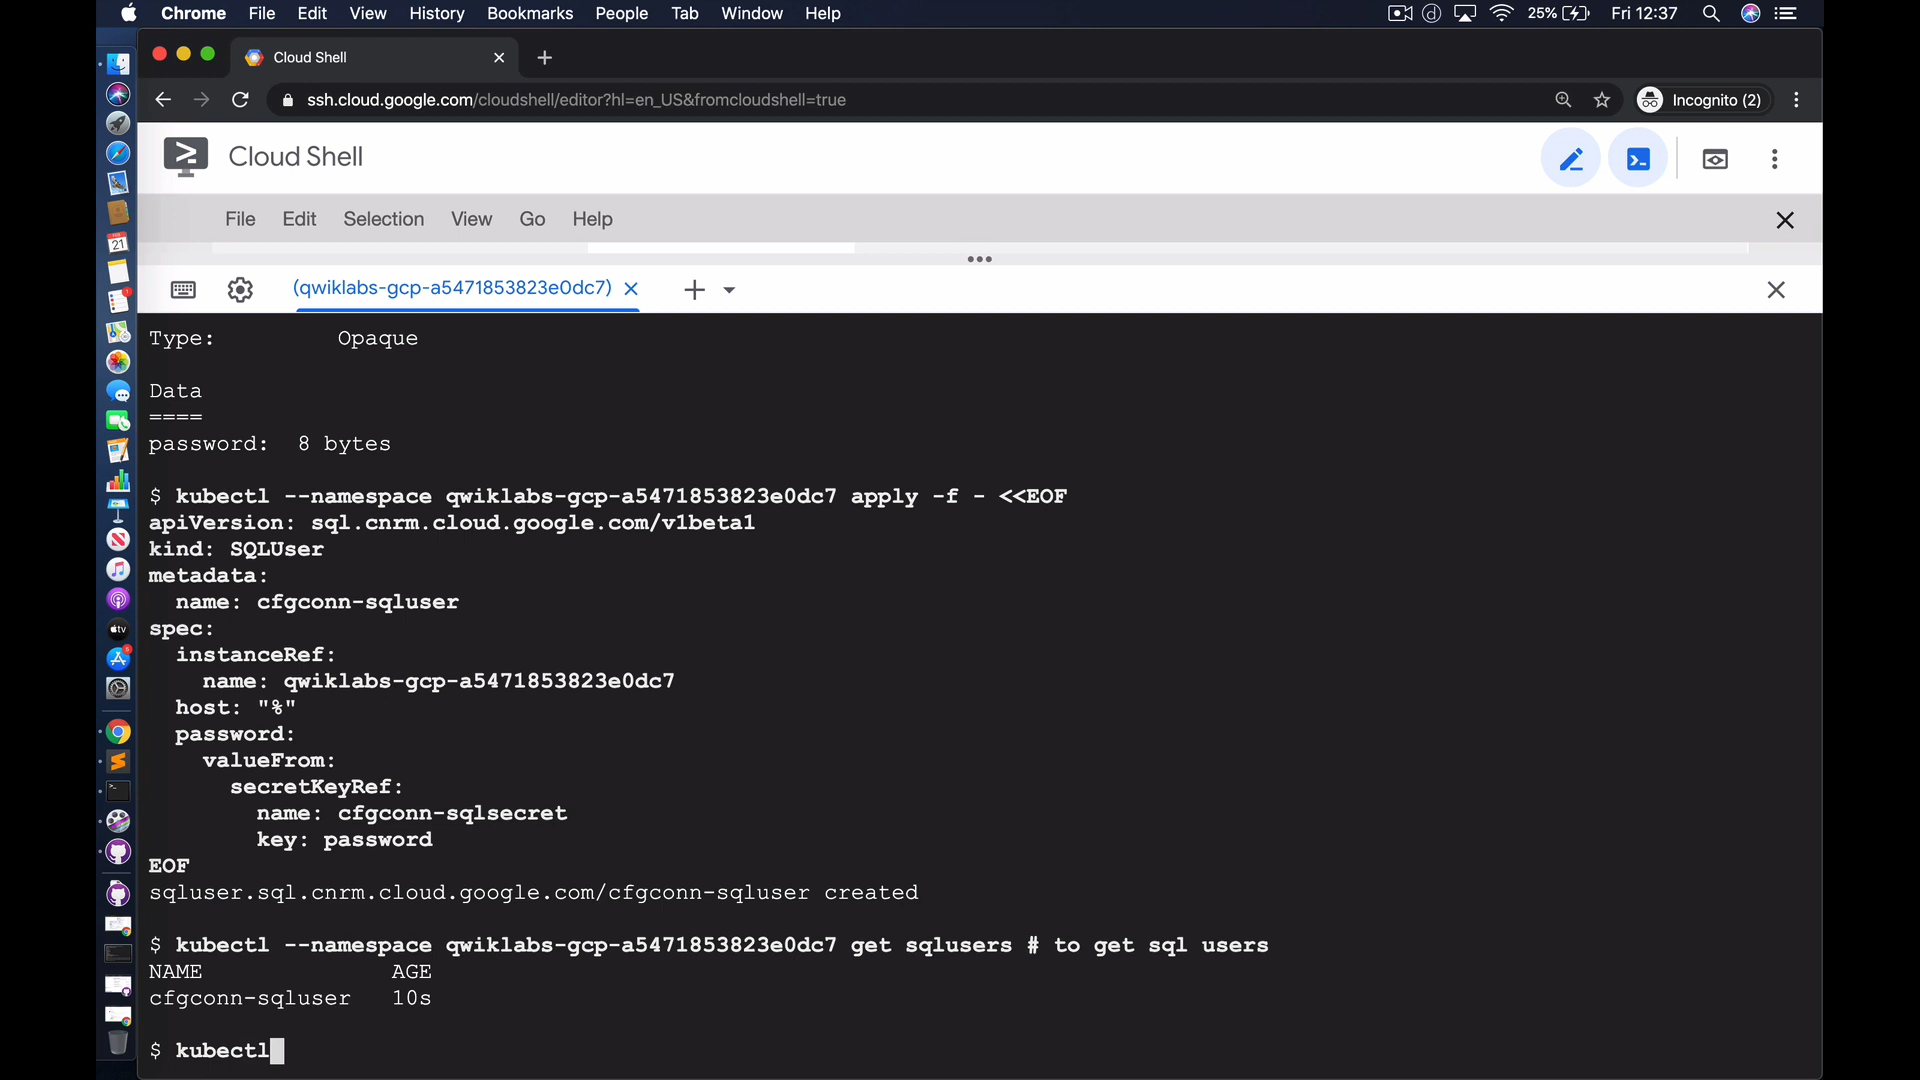 Chrome File Edit View History Bookmarks People Tab Window Help 25% Fri 12:37
Cloud Shell
ssh.cloud.google.com/cloudshell/editor?hl=en_US&fromcloudshell=true Incognito (2)
Cloud Shell
File Edit Selection View Go Help
(qwiklabs-gcp-a5471853823e0dc7)
Type: Opaque
Data
====
password: 8 bytes
$ kubectl --namespace qwiklabs-gcp-a5471853823e0dc7 apply -f - <<EOF
apiVersion: sql.cnrm.cloud.google.com/v1beta1
kind: SQLUser
metadata:
name: cfgconn-sqluser
spec:
instanceRef:
name: qwiklabs-gcp-a5471853823e0dc7
host: "%"
password:
valueFrom:
secretKeyRef:
name: cfgconn-sqlsecret
key: password
EOF
sqluser.sql.cnrm.cloud.google.com/cfgconn-sqluser created
$ kubectl --namespace qwiklabs-gcp-a5471853823e0dc7 get sqlusers # to get sql users
NAME AGE
cfgconn-sqluser 10s
$ kubectl
21
tv